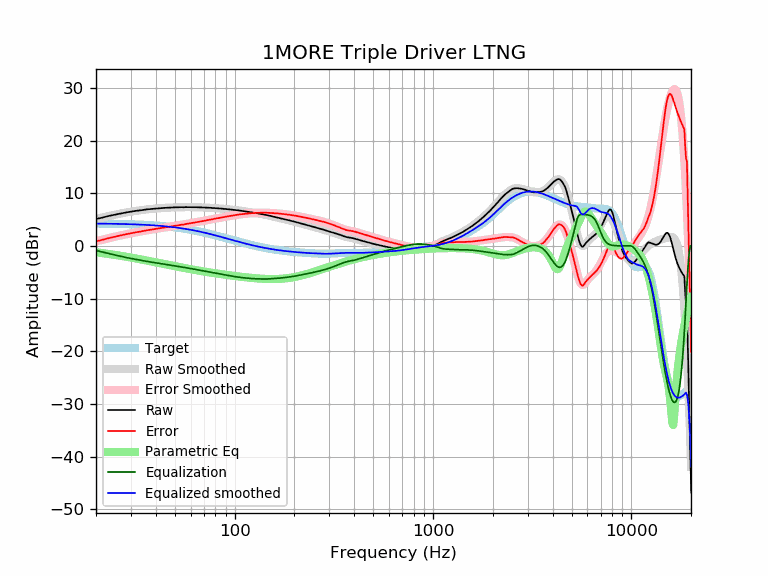 1MORE Triple Driver LTNG
30
20
10
0
−10
−20
−30
−40
−50
Amplitude (dBr)
Target
Raw Smoothed
Error Smoothed
Raw
Error
Parametric Eq
Equalization
Equalized smoothed
100 1000 10000
Frequency (Hz)